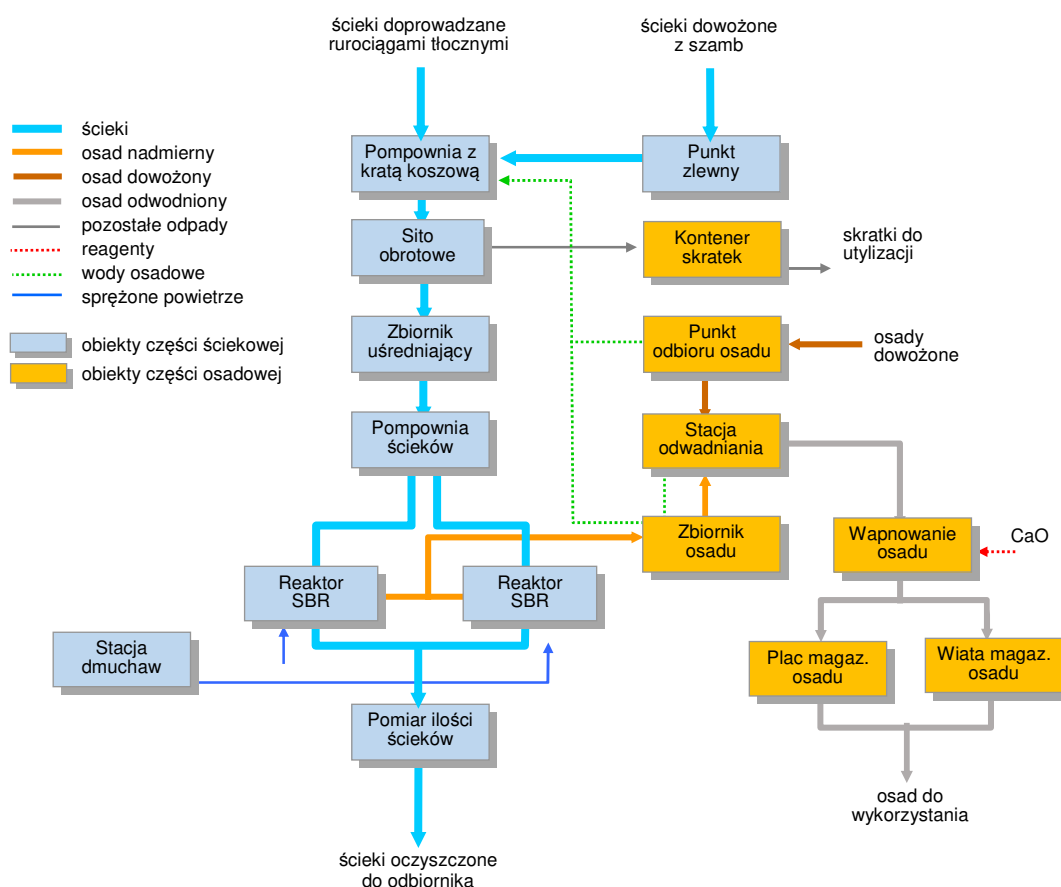 ścieki doprowadzane
rurociągami tłocznymi
ścieki dowożone
z szamb
ścieki
osad nadmierny
osad dowożony
osad odwodniony
pozostałe odpady
reagenty
wody osadowe
sprężone powietrze
obiekty części ściekowej
obiekty części osadowej
Pompownia z
kratą koszową
Punkt
zlewny
Sito
obrotowe
Kontener
skratek
skratki do
utylizacji
Zbiornik
uśredniający
Punkt
odbioru osadu
osady
dowożone
Pompownia
ścieków
Stacja
odwadniania
Zbiornik
osadu
Wapnowanie
osadu
CaO
Reaktor
SBR
Reaktor
SBR
Stacja
dmuchaw
Plac magaz.
osadu
Wiata magaz.
osadu
Pomiar ilości
ścieków
osad do
wykorzystania
ścieki oczyszczone
do odbiornika